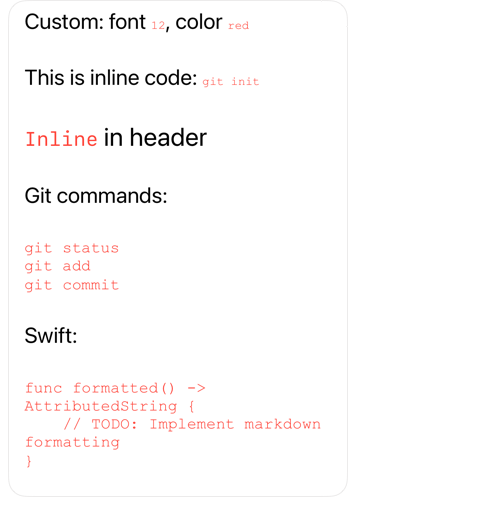 Custom: font 12, color red
This is inline code: git init
Inline in header
Git commands:
git status
git add
git commit
Swift:
func formatted() ->
AttributedString {
    // TODO: Implement markdown
formatting
}